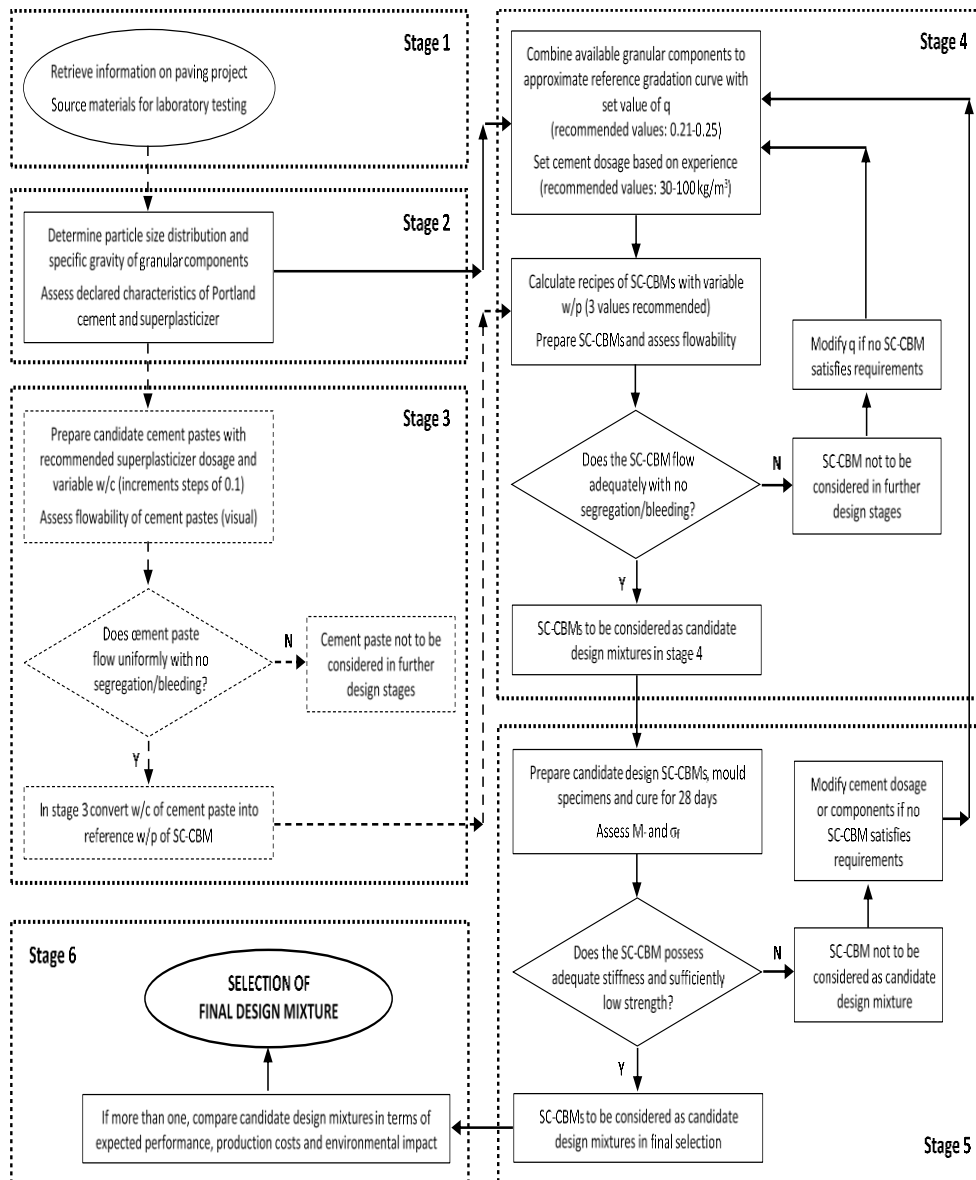 Stage 1
Retrieve information on paving project
Source materials for laboratory testing
Stage 2
Determine particle size distribution and
specific gravity of granular components
Assess declared characteristics of Portland
cement and superplasticizer
Stage 3
Prepare candidate cement pastes with
recommended superplasticizer dosage and
variable w/c (increments steps of 0.1)
Assess flowability of cement pastes (visual)
Does cement paste
flow uniformly with no
segregation/bleeding?
N
Cement paste not to be
considered in further
design stages
Y
In stage 3 convert w/c of cement paste into
reference w/p of SC-CBM
Stage 4
Combine available granular components to
approximate reference gradation curve with
set value of q
(recommended values: 0.21-0.25)
Set cement dosage based on experience
(recommended values: 30-100 kg/m³)
Calculate recipes of SC-CBMs with variable
w/p (3 values recommended)
Prepare SC-CBMs and assess flowability
Modify q if no SC-CBM
satisfies requirements
Does the SC-CBM flow
adequately with no
segregation/bleeding?
N
SC-CBM not to be
considered in further
design stages
Y
SC-CBMs to be considered as candidate
design mixtures in stage 4
Prepare candidate design SC-CBMs, mould
specimens and cure for 28 days
Assess M and σ
Modify cement dosage
or components if no
SC-CBM satisfies
requirements
Does the SC-CBM possess
adequate stiffness and sufficiently
low strength?
N
SC-CBM not to be
considered as candidate
design mixture
Y
SC-CBMs to be considered as candidate
design mixtures in final selection
Stage 5
Stage 6
SELECTION OF
FINAL DESIGN MIXTURE
If more than one, compare candidate design mixtures in terms of
expected performance, production costs and environmental impact